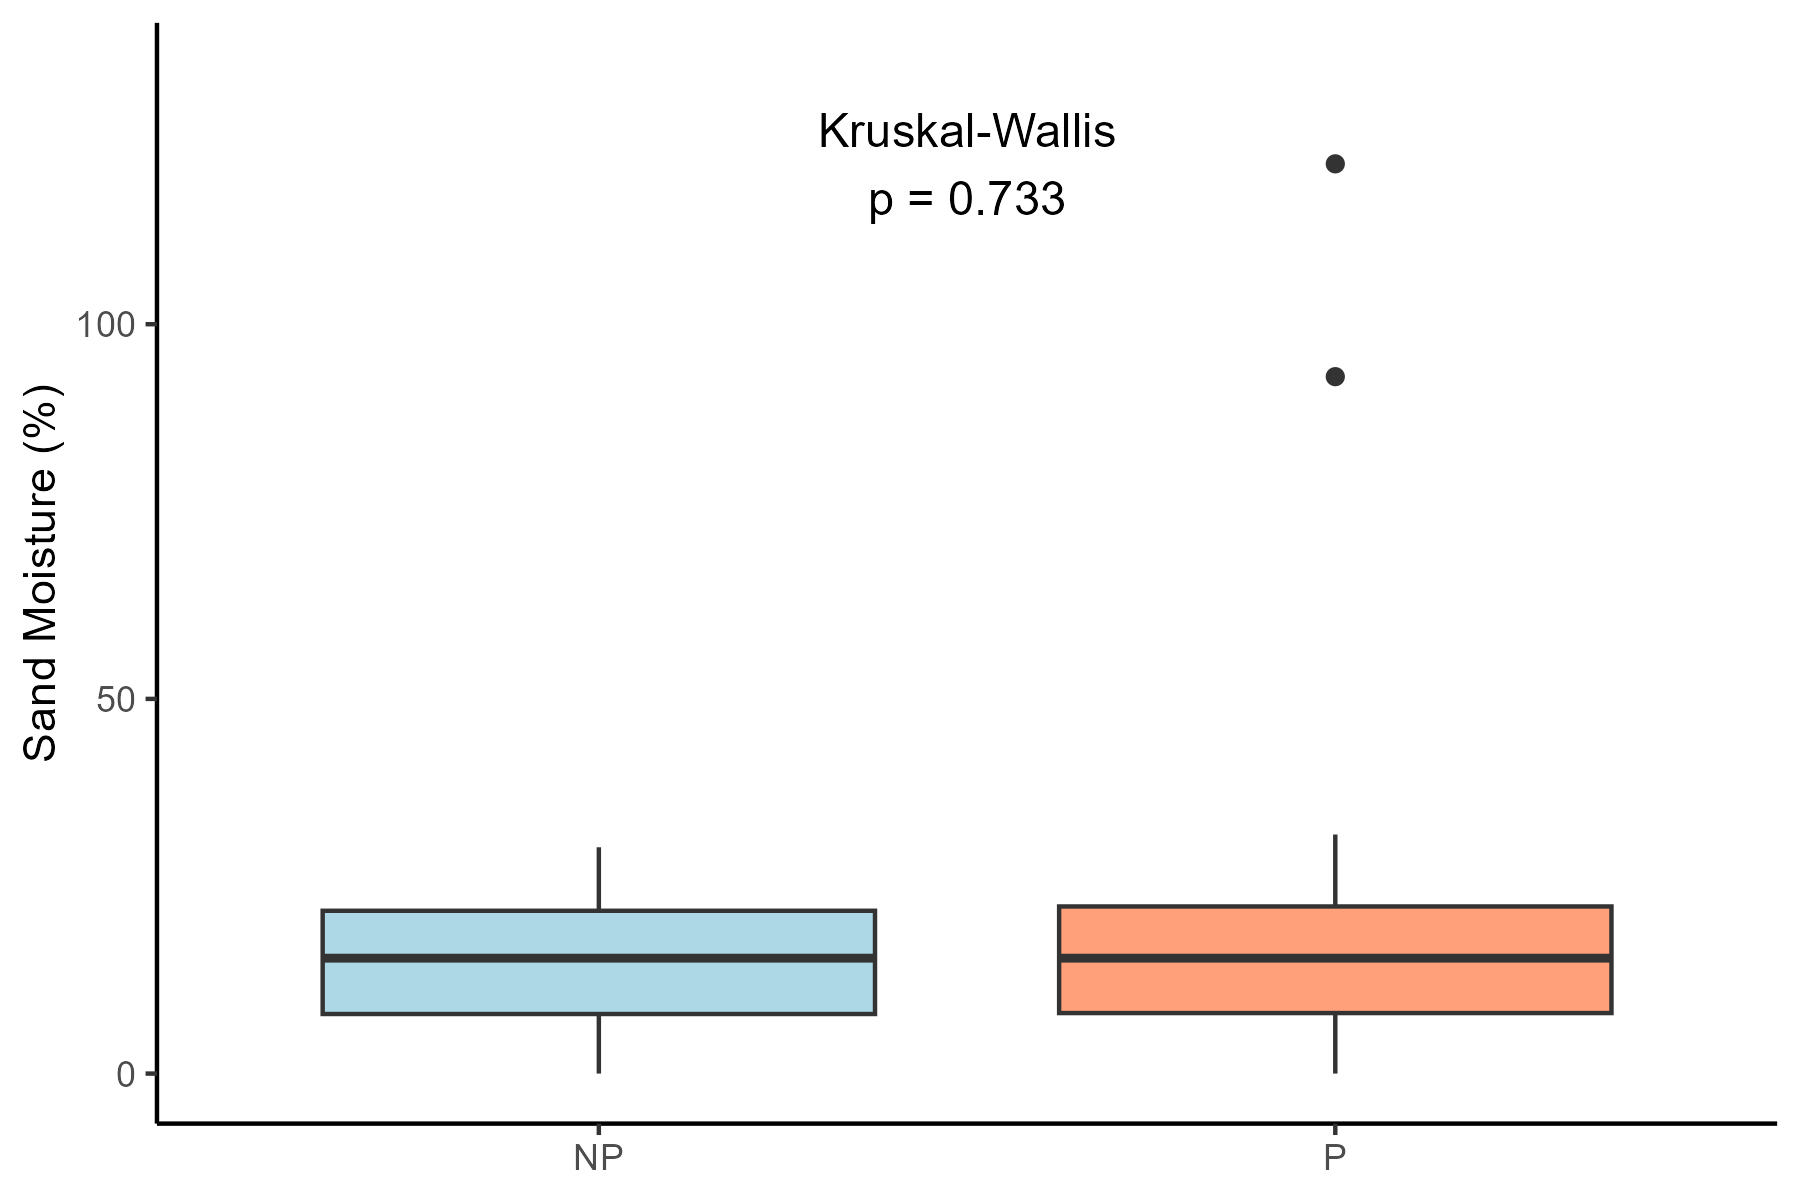 Kruskal-Wallis
p = 0.733
Sand Moisture (%)
100
50
0
NP
P